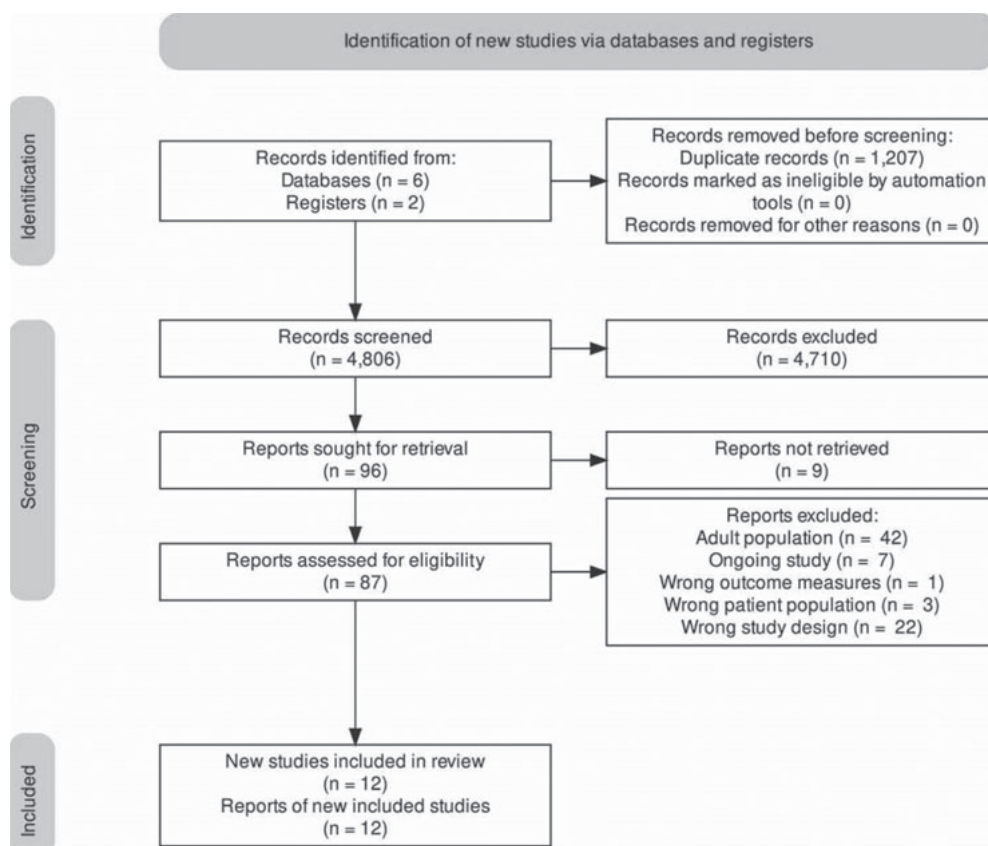 Identification of new studies via databases and registers
Identification
Records identified from:
Databases (n = 6)
Registers (n = 2)
Records removed before screening:
Duplicate records (n = 1,207)
Records marked as ineligible by automation
tools (n = 0)
Records removed for other reasons (n = 0)
Screening
Records screened
(n = 4,806)
Records excluded
(n = 4,710)
Reports sought for retrieval
(n = 96)
Reports not retrieved
(n = 9)
Reports assessed for eligibility
(n = 87)
Reports excluded:
Adult population (n = 42)
Ongoing study (n = 7)
Wrong outcome measures (n = 1)
Wrong patient population (n = 3)
Wrong study design (n = 22)
Included
New studies included in review
(n = 12)
Reports of new included studies
(n = 12)